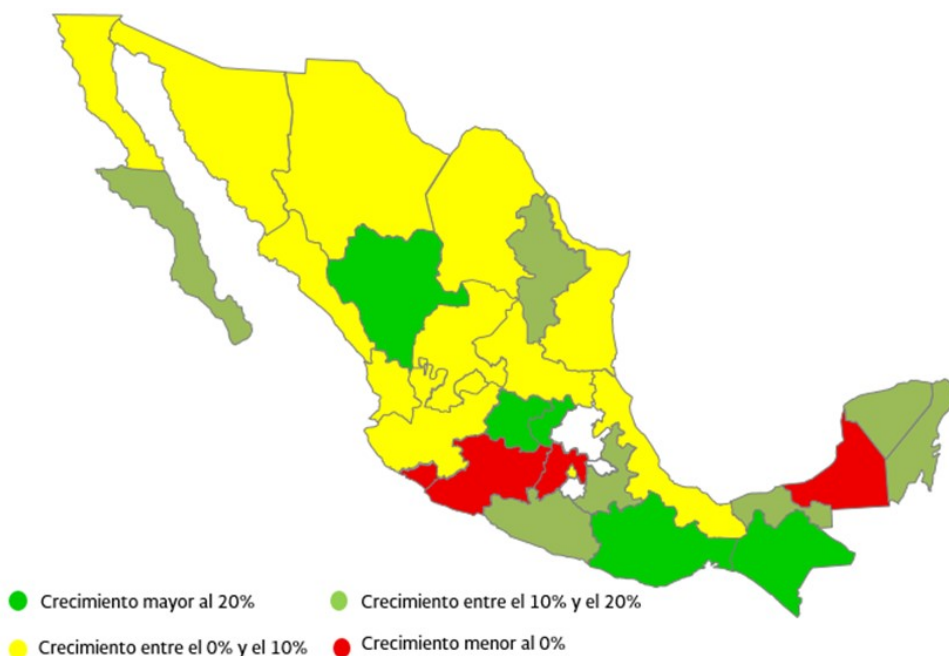 Crecimiento mayor al 20%
Crecimiento entre el 10% y el 20%
Crecimiento entre el 0% y el 10%
Crecimiento menor al 0%